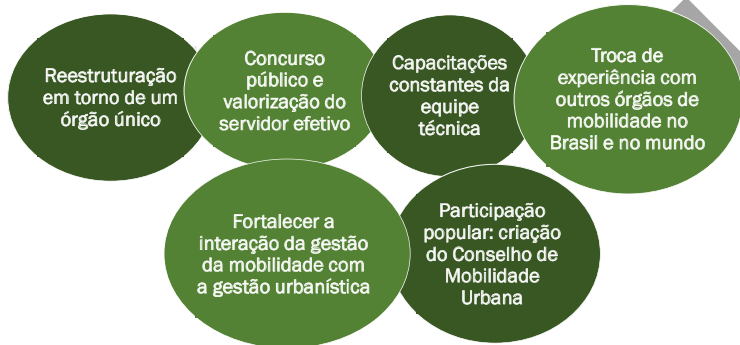 Reestruturação
em torno de um
órgão único
Concurso
público e
valorização do
servidor efetivo
Capacitações
constantes da
equipe
técnica
Troca de
experiência com
outros órgãos de
mobilidade no
Brasil e no mundo
Fortalecer a
interação da gestão
da mobilidade com
a gestão urbanística
Participação
popular: criação
do Conselho de
Mobilidade
Urbana